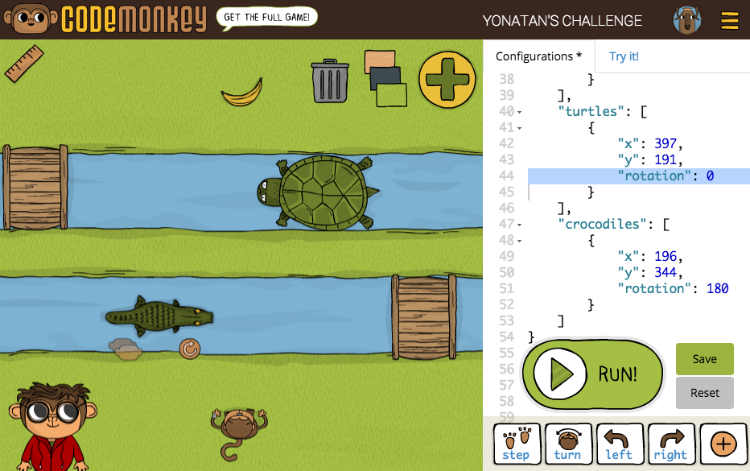 CODEMONKEY
GET THE FULL GAME!
YONATAN'S CHALLENGE
Configurations *
Try it!
38 }
39 ],
40 "turtles": [
41 {
42 "x": 397,
43 "y": 191,
44 "rotation": 0
45 }
46 ],
47 "crocodiles": [
48 {
49 "x": 196,
50 "y": 344,
51 "rotation": 180
52 }
53 ]
54 }
55
56
57
58
59
RUN!
Save
Reset
step
turn
left
right